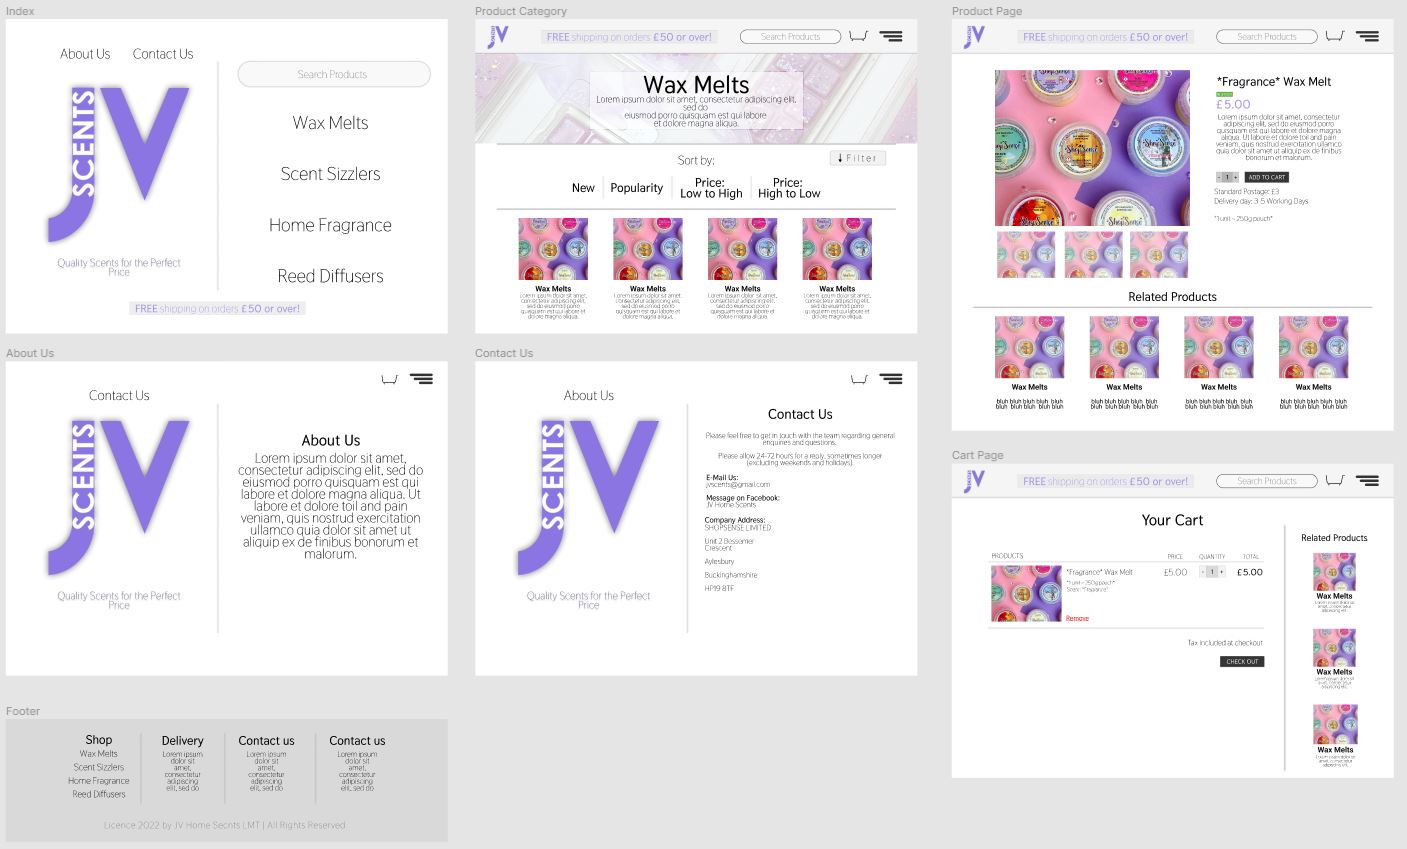 Index
About Us
Contact Us
Search Products
SCENTS
JV
Wax Melts
Scent Sizzlers
Home Fragrance
Reed Diffusers
Quality Scents for the Perfect
Price
FREE shipping on orders £50 or over!
Product Category
SCENTS
JV
FREE shipping on orders £50 or over!
Search Products
Wax Melts
Lorem ipsum dolor sit amet, consectetur adipiscing elit,
sed do
eiusmod porro quisquam est qui labore
et dolore magna aliqua.
Sort by:
Filter
New
Popularity
Price:
Low to High
Price:
High to Low
Wax Melts
Lorem ipsum dolor sit amet,
consectetur adipiscing elit,
sed do eiusmod porro
quisquam est qui labore et
dolore magna aliqua.
Wax Melts
Lorem ipsum dolor sit amet,
consectetur adipiscing elit,
sed do eiusmod porro
quisquam est qui labore et
dolore magna aliqua.
Wax Melts
Lorem ipsum dolor sit amet,
consectetur adipiscing elit,
sed do eiusmod porro
quisquam est qui labore et
dolore magna aliqua.
Wax Melts
Lorem ipsum dolor sit amet,
consectetur adipiscing elit,
sed do eiusmod porro
quisquam est qui labore et
dolore magna aliqua.
Product Page
SCENTS
JV
FREE shipping on orders £50 or over!
Search Products
ShopSense
ShopSense
ShopSense
*Fragrance* Wax Melt
£5.00
Lorem ipsum dolor sit amet, consectetur
adipiscing elit, sed do eiusmod porro
quisquam est qui labore et dolore magna
aliqua. Ut labore et dolore toil and pain
veniam, quis nostrud exercitation ullamco
quia dolor sit amet ut aliquip ex de finibus
bonorum et malorum.
- 1 +
ADD TO CART
Standard Postage: £3
Delivery day: 3-5 Working Days
*1 unit ~ 250g pouch*
Related Products
Wax Melts
bluh bluh bluh bluh bluh
bluh bluh bluh bluh bluh
Wax Melts
bluh bluh bluh bluh bluh
bluh bluh bluh bluh bluh
Wax Melts
bluh bluh bluh bluh bluh
bluh bluh bluh bluh bluh
Wax Melts
bluh bluh bluh bluh bluh
bluh bluh bluh bluh bluh
About Us
Contact Us
SCENTS
JV
Quality Scents for the Perfect
Price
About Us
Lorem ipsum dolor sit amet,
consectetur adipiscing elit, sed do
eiusmod porro quisquam est qui
labore et dolore magna aliqua. Ut
labore et dolore toil and pain
veniam, quis nostrud exercitation
ullamco quia dolor sit amet ut
aliquip ex de finibus bonorum et
malorum.
Contact Us
About Us
SCENTS
JV
Quality Scents for the Perfect
Price
Contact Us
Please feel free to get in touch with the team regarding general
enquires and questions.
Please allow 24-72 hours for a reply, sometimes longer
(excluding weekends and holidays)
E-Mail Us:
jvscents@gmail.com
Message on Facebook:
JV Home Scents
Company Address:
SHOPSENSE LIMITED
Unit 2 Bessemer
Crescent
Aylesbury
Buckinghamshire
HP19 8TF
Cart Page
SCENTS
JV
FREE shipping on orders £50 or over!
Search Products
Your Cart
PRODUCTS
PRICE
QUANTITY
TOTAL
*Fragrance* Wax Melt
*1 unit ~ 250g pouch*
Scent: *Fragrance*
Remove
£5.00
- 1 +
£5.00
Tax included at checkout
CHECK OUT
Related Products
Wax Melts
Lorem ipsum dolor sit
amet, consectetur
adipiscing elit
Wax Melts
Lorem ipsum dolor sit
amet, consectetur
adipiscing elit
Wax Melts
Lorem ipsum dolor sit
amet, consectetur
adipiscing elit
Footer
Shop
Wax Melts
Scent Sizzlers
Home Fragrance
Reed Diffusers
Delivery
Lorem ipsum
dolor sit
amet,
consectetur
adipiscing
elit, sed do
Contact us
Lorem ipsum
dolor sit
amet,
consectetur
adipiscing
elit, sed do
Contact us
Lorem ipsum
dolor sit
amet,
consectetur
adipiscing
elit, sed do
Licence 2022 by JV Home Secnts LMT | All Rights Reserved